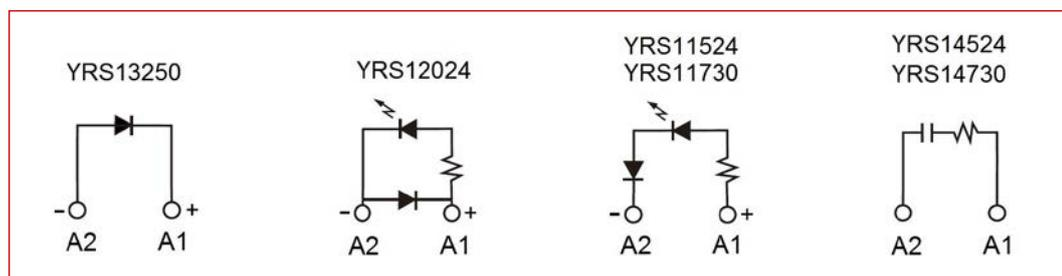 YRS13250
- +
A2 A1
YRS12024
- +
A2 A1
YRS11524
YRS11730
- +
A2 A1
YRS14524
YRS14730
A2 A1